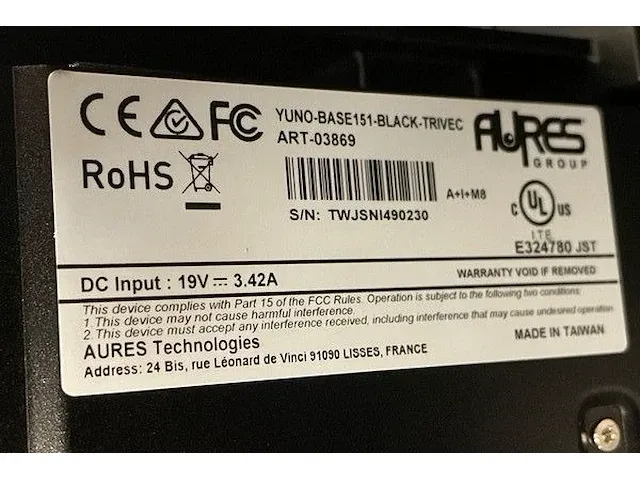 CE FC
YUNO-BASE151-BLACK-TRIVEC
ART-03869
AURES
GROUP
RoHS
A+I+M8
S/N: TWJSNI490230
C UL US
I.T.E.
E324780 JST
DC Input : 19V ⎓ 3.42A
WARRANTY VOID IF REMOVED
This device complies with Part 15 of the FCC Rules. Operation is subject to the following two conditions:
1.This device may not cause harmful interference.
2.This device must accept any interference received, including interference that may cause undesired operation
AURES Technologies
MADE IN TAIWAN
Address: 24 Bis, rue Léonard de Vinci 91090 LISSES, FRANCE